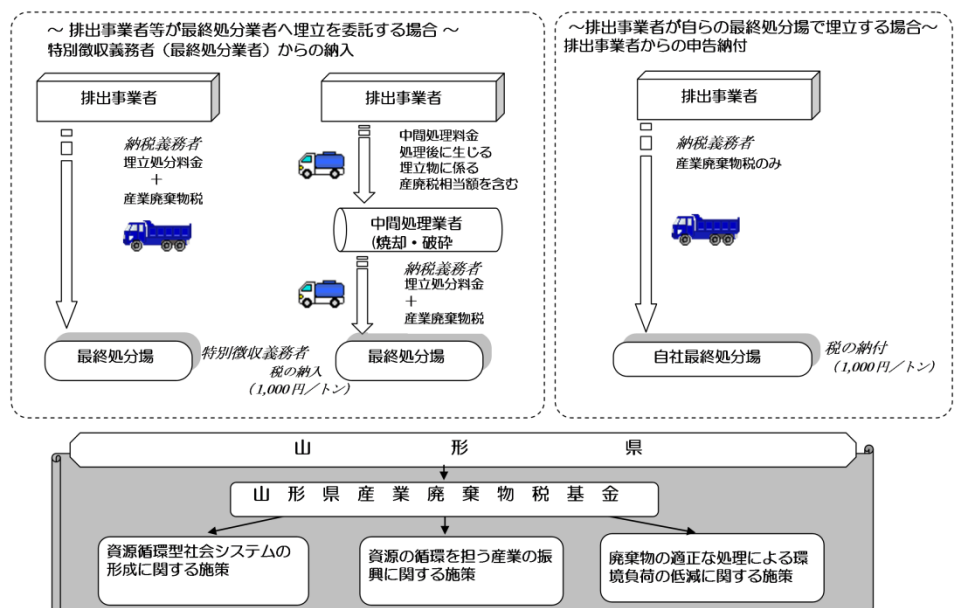 ～ 排出事業者等が最終処分業者へ埋立を委託する場合 ～
特別徴収義務者（最終処分業者）からの納入
排出事業者
納税義務者
埋立処分料金
＋
産業廃棄物税
最終処分場
特別徴収義務者
税の納入
（1,000円／トン）
排出事業者
中間処理料金
処理後に生じる
埋立物に係る
産廃税相当額を含む
中間処理業者
(焼却・破砕
納税義務者
埋立処分料金
＋
産業廃棄物税
最終処分場
～排出事業者が自らの最終処分場で埋立する場合～
排出事業者からの申告納付
排出事業者
納税義務者
産業廃棄物税のみ
自社最終処分場
税の納付
（1,000円／トン）
山　形　県
山 形 県 産 業 廃 棄 物 税 基 金
資源循環型社会システムの
形成に関する施策
資源の循環を担う産業の振
興に関する施策
廃棄物の適正な処理による環
境負荷の低減に関する施策